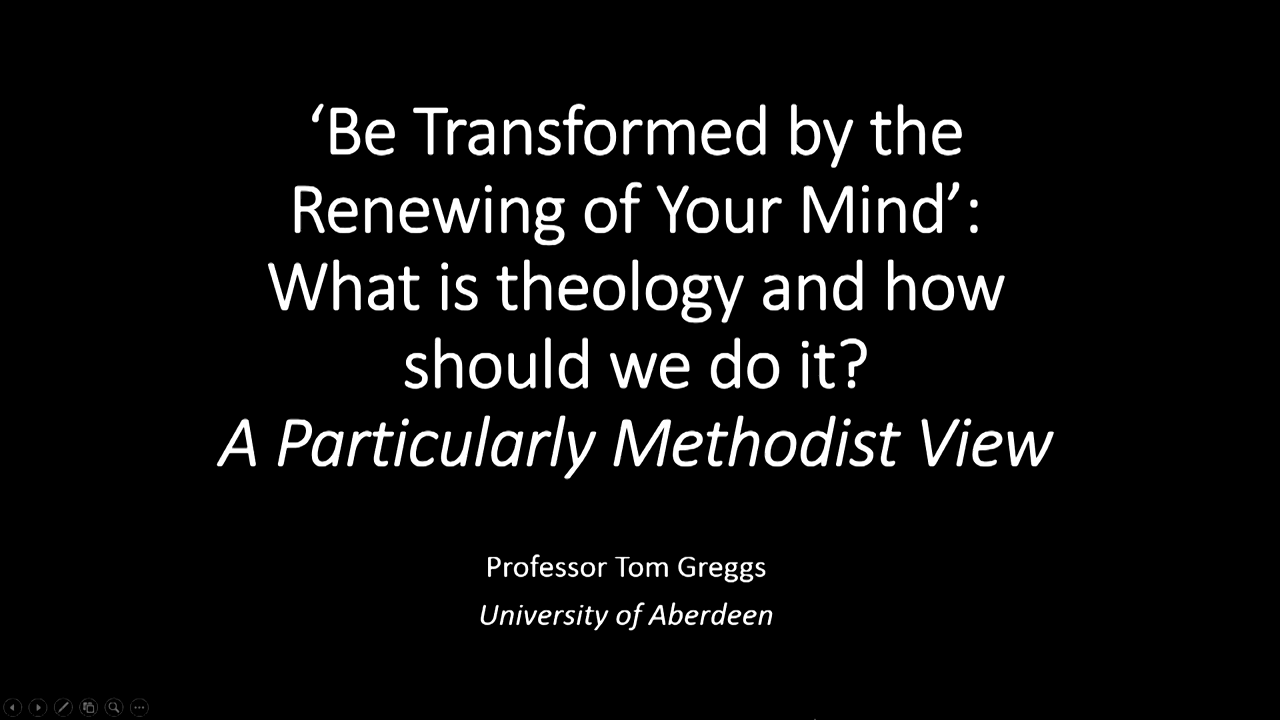 ‘Be Transformed by the
Renewing of Your Mind’:
What is theology and how
should we do it?
A Particularly Methodist View
Professor Tom Greggs
University of Aberdeen